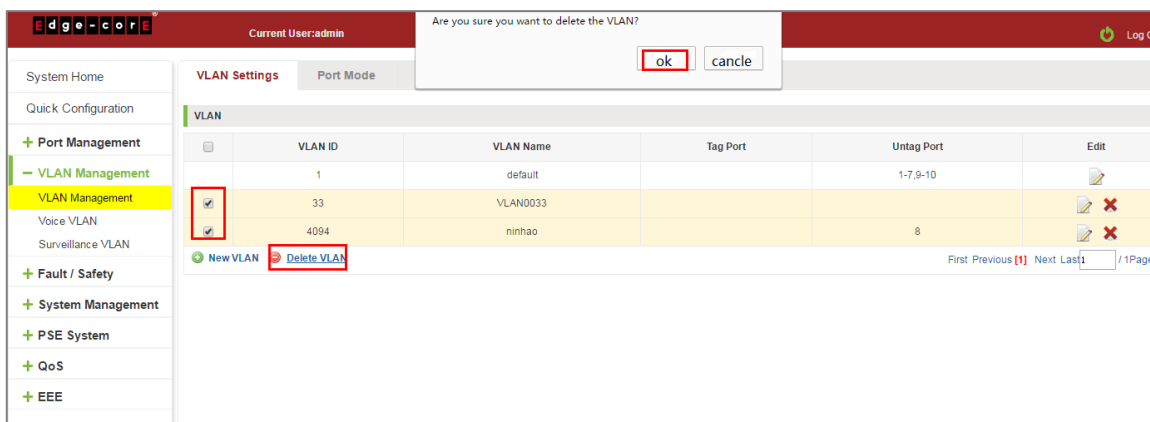 Edge-corE
Current User:admin
Are you sure you want to delete the VLAN?
ok cancle
Log
System Home
Quick Configuration
+ Port Management
− VLAN Management
VLAN Management
Voice VLAN
Surveillance VLAN
+ Fault / Safety
+ System Management
+ PSE System
+ QoS
+ EEE
VLAN Settings Port Mode
VLAN
VLAN ID VLAN Name Tag Port Untag Port Edit
1 default 1-7,9-10
33 VLAN0033
4094 ninhao 8
New VLAN Delete VLAN
First Previous [1] Next Last 1 / 1Page